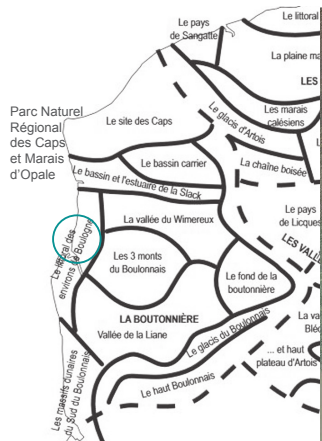 Le pays
de Sangatte
Le littoral
La plaine ma
LES
Les marais
calésiens
Le glacis d'Artois
Parc Naturel
Régional
des Caps
et Marais
d'Opale
Le site des Caps
Le bassin carrier
La chaîne boisée
Le bassin et l'estuaire de la Slack
La vallée du Wimereux
Le pays
de Licques
LES VALL
Le littoral des
environs de Boulogne
Les 3 monts
du Boulonnais
Le fond de la
boutonnière
LA BOUTONNIÈRE
Vallée de la Liane
Le glacis du Boulonnais
La va
Bléq
... et haut
plateau d'Artois
Le haut Boulonnais
Les massifs dunaires
du sud du Boulonnais